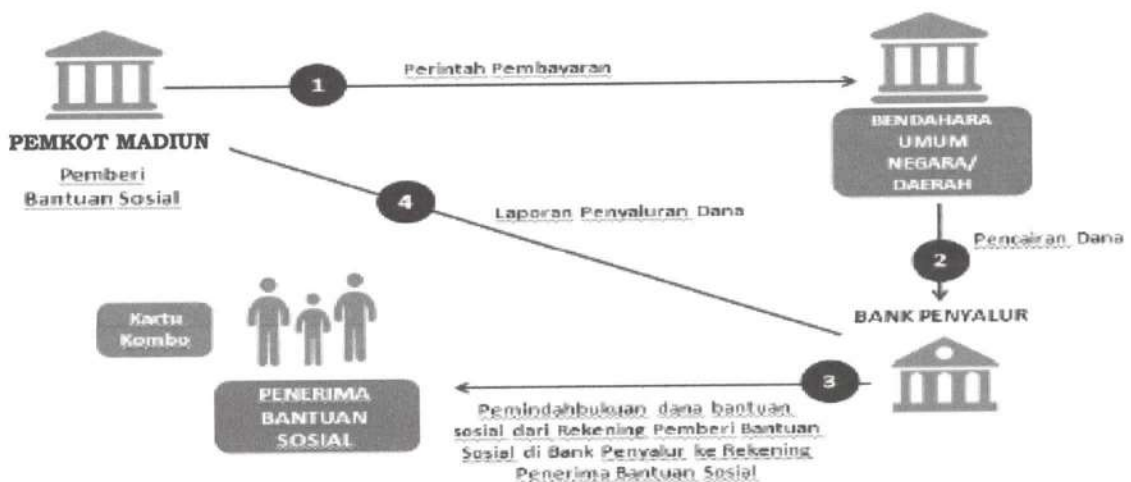 1
Perintah Pembayaran
PEMKOT MADIUN
Pemberi
Bantuan Sosial
BENDAHARA
UMUM
NEGARA/
DAERAH
4
Laporan Penyaluran Dana
2
Pencairan Dana
BANK PENYALUR
Kartu
Kombo
PENERIMA
BANTUAN
SOSIAL
3
Pemindahbukuan dana bantuan
sosial dari Rekening Pemberi Bantuan
Sosial di Bank Penyalur ke Rekening
Penerima Bantuan Sosial